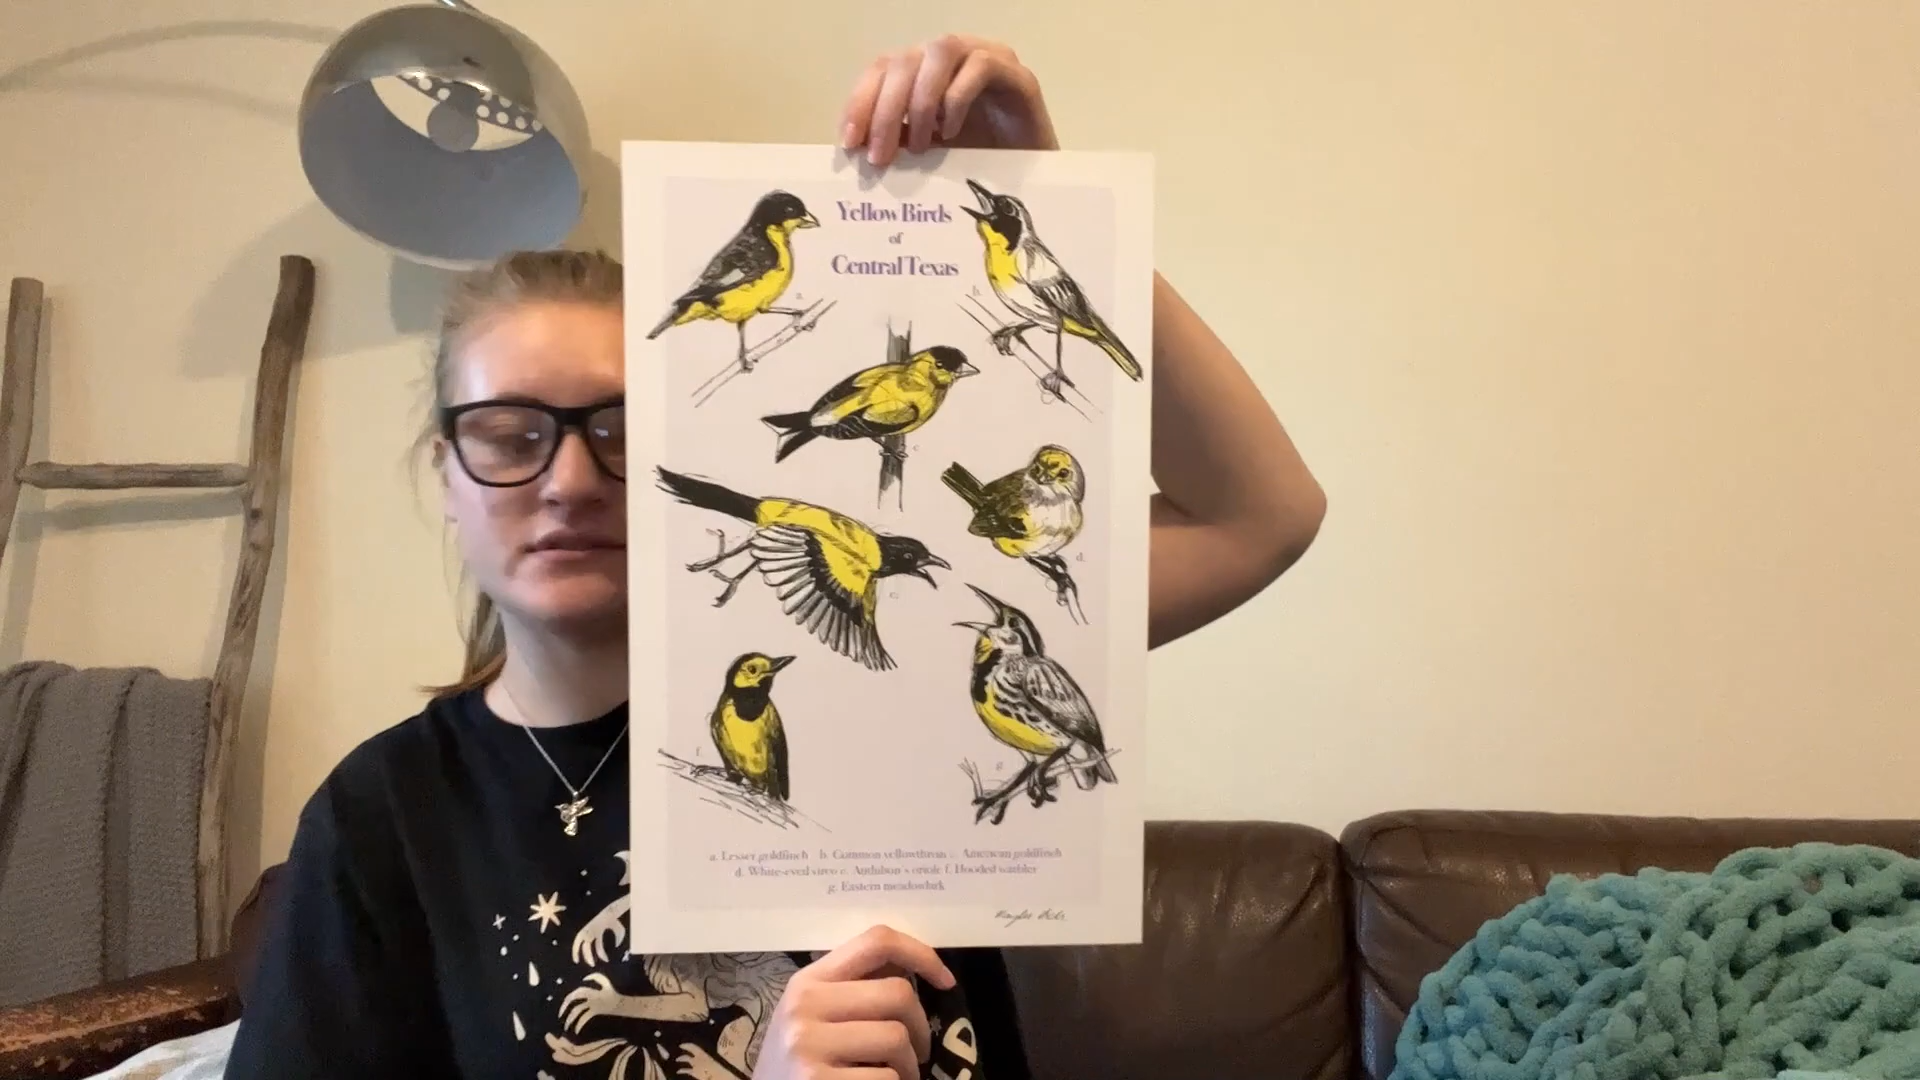 Yellow Birds
of
Central Texas
a.
b.
c
d.
e.
f.
g
a. Lesser goldfinch b. Common yellowthroat c. American goldfinch
d. White-eyed vireo e. Audubon's oriole f. Hooded warbler
g. Eastern meadowlark
LD